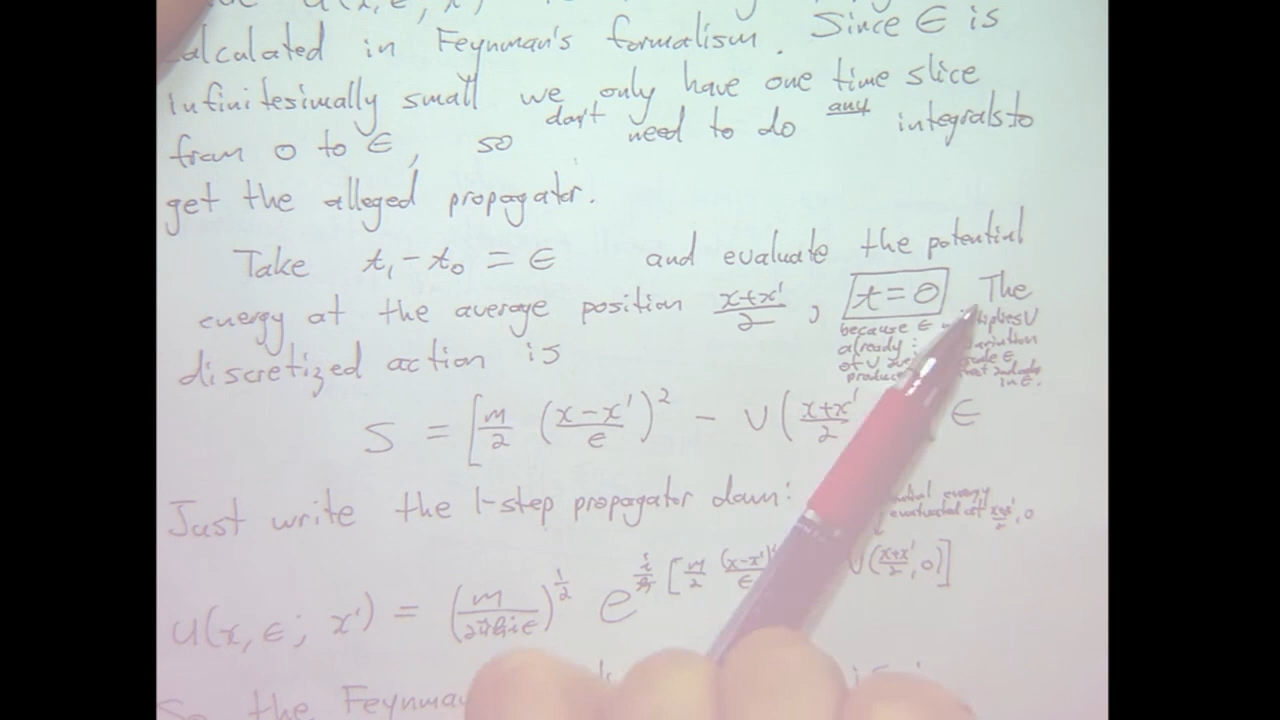 calculated in Feynman's formalism. Since ∈ is
infinitesimally small we only have one time slice
from 0 to ∈, so don't need to do any integrals to
get the alleged propagator.
Take t₁ - t₀ = ∈ and evaluate the potential
energy at the average position (x+x')/2, t = 0 The
because ∈
already
of V
in ∈.
discretized action is
S = [m/2 ((x-x')/∈)² - V((x+x')/2 ∈
Just write the 1-step propagator down:
energy
evaluated at (x+x')/2, 0
U(x,∈; x') = (m/2πħi∈)^½ e^(i/ħ [m/2 (x-x')²/∈ V((x+x')/2, 0)]
So the Feynman